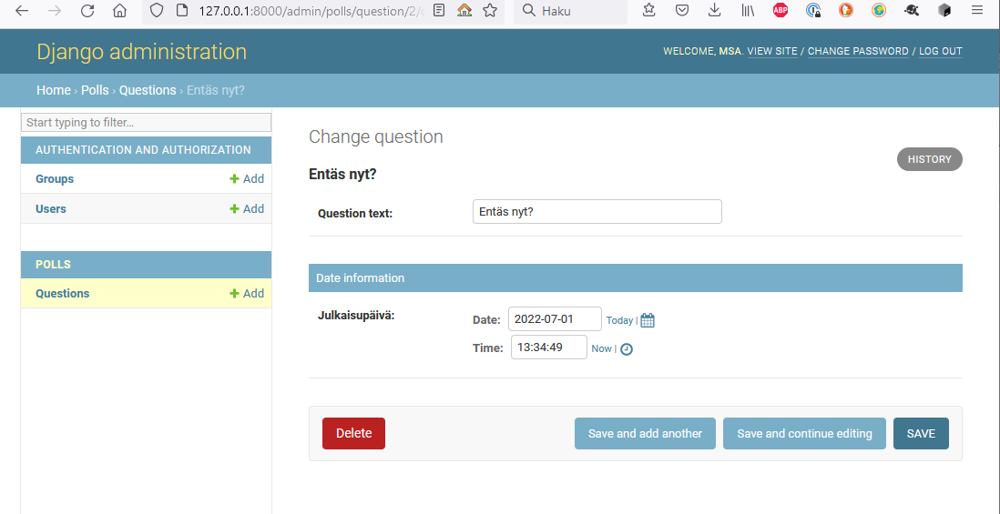 127.0.0.1:8000/admin/polls/question/2/
Haku
ABP
Django administration
WELCOME, MSA. VIEW SITE / CHANGE PASSWORD / LOG OUT
Home › Polls › Questions › Entäs nyt?
Start typing to filter…
AUTHENTICATION AND AUTHORIZATION
Groups + Add
Users + Add
POLLS
Questions + Add
Change question
HISTORY
Entäs nyt?
Question text: Entäs nyt?
Date information
Julkaisupäivä:
Date: 2022-07-01 Today |
Time: 13:34:49 Now |
Delete
Save and add another
Save and continue editing
SAVE